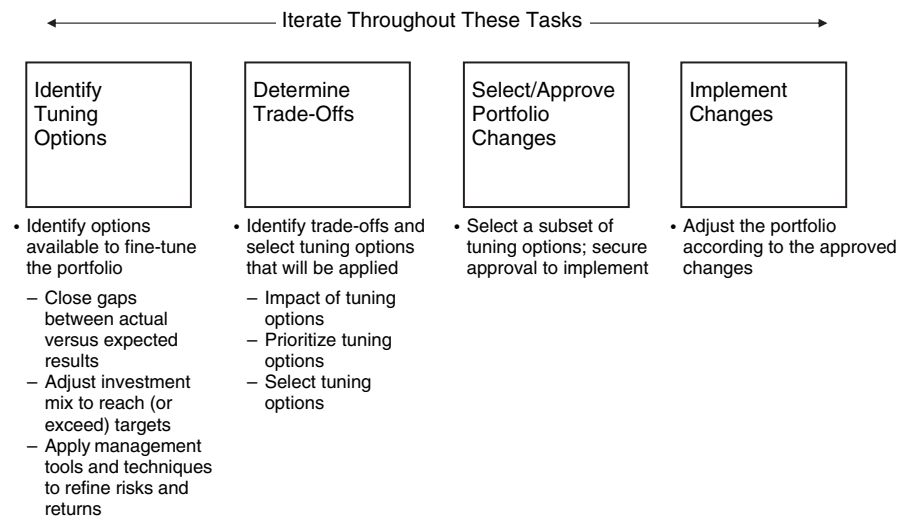 Iterate Throughout These Tasks
Identify
Tuning
Options
Determine
Trade-Offs
Select/Approve
Portfolio
Changes
Implement
Changes
• Identify options
available to fine-tune
the portfolio
– Close gaps
between actual
versus expected
results
– Adjust investment
mix to reach (or
exceed) targets
– Apply management
tools and techniques
to refine risks and
returns
• Identify trade-offs and
select tuning options
that will be applied
– Impact of tuning
options
– Prioritize tuning
options
– Select tuning
options
• Select a subset of
tuning options; secure
approval to implement
• Adjust the portfolio
according to the approved
changes